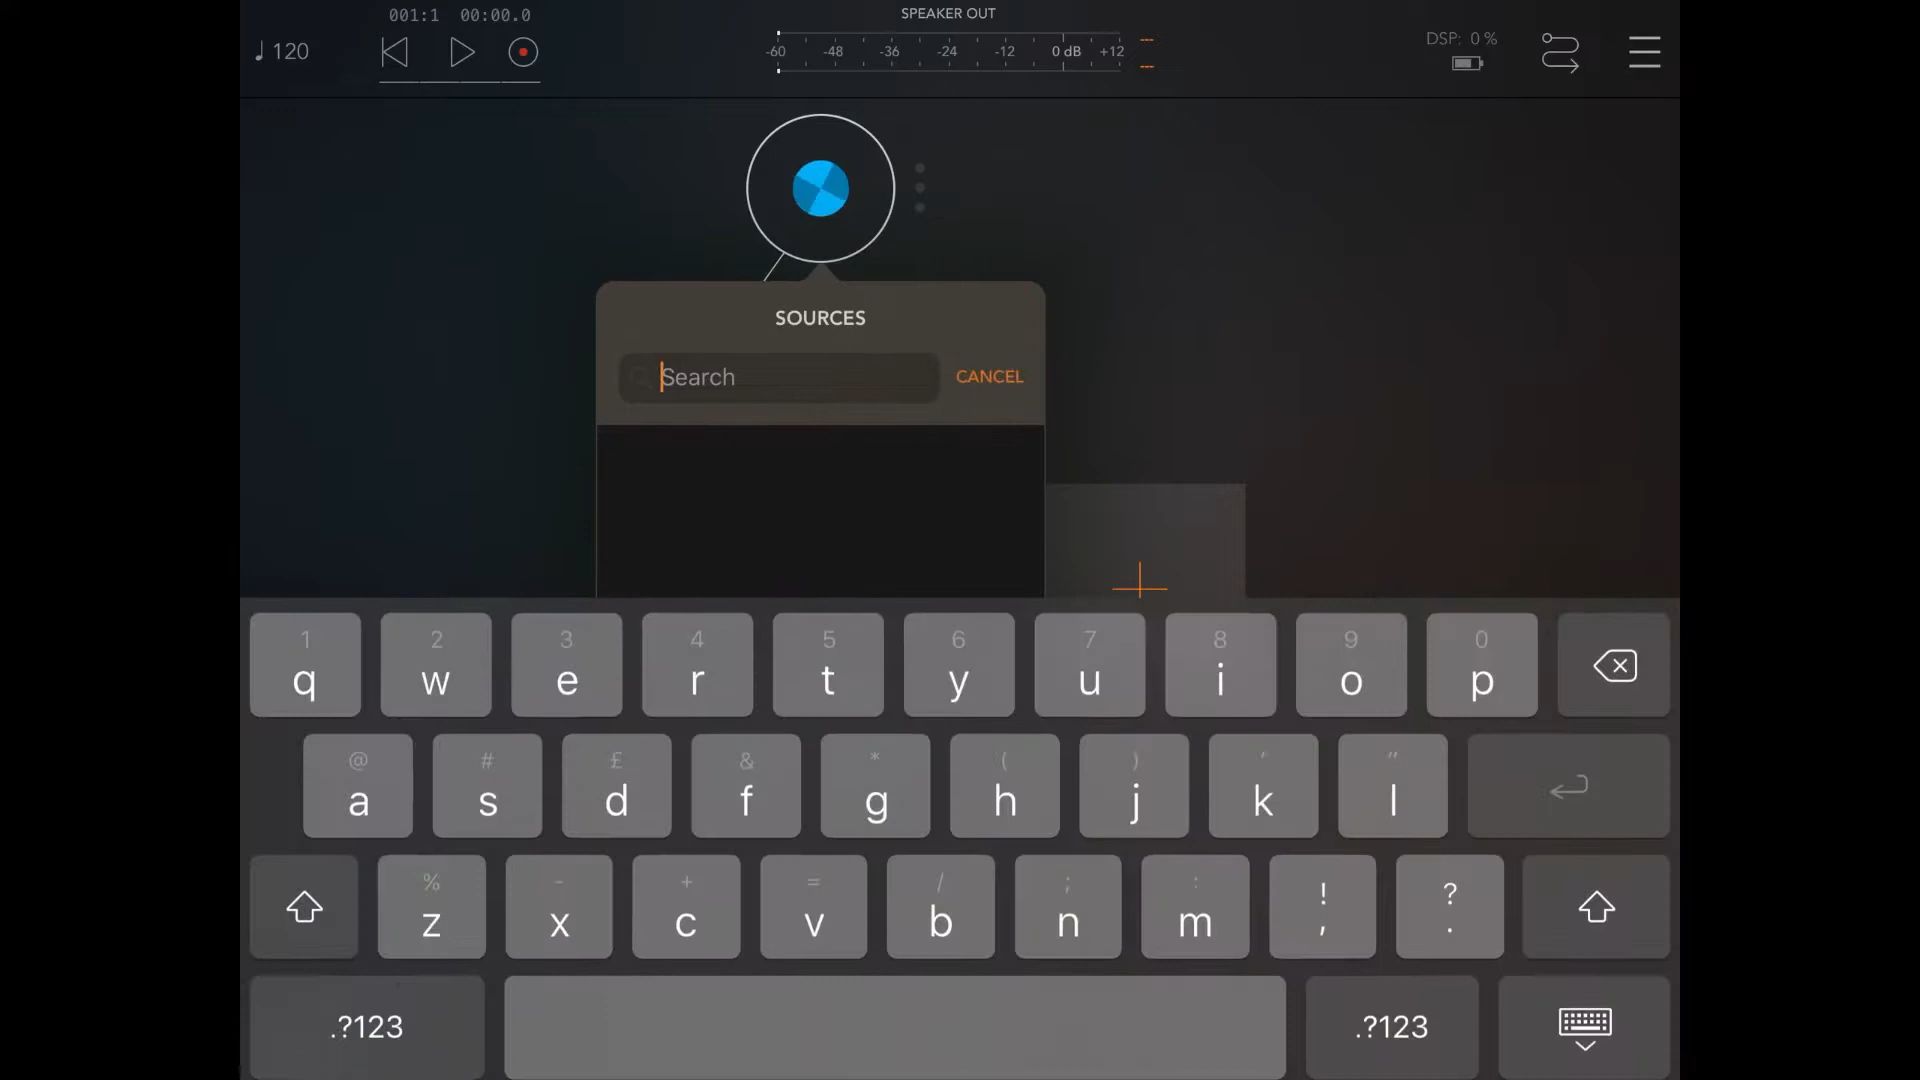 001:1 00:00.0
SPEAKER OUT
♩ 120
-60 -48 -36 -24 -12 0 dB +12
DSP: 0 %
SOURCES
Search
CANCEL
1 2 3 4 5 6 7 8 9 0
q w e r t y u i o p
@ # £ & * ( ) ' "
a s d f g h j k l
% - + = / ; : ! ?
z x c v b n m , .
.?123 .?123